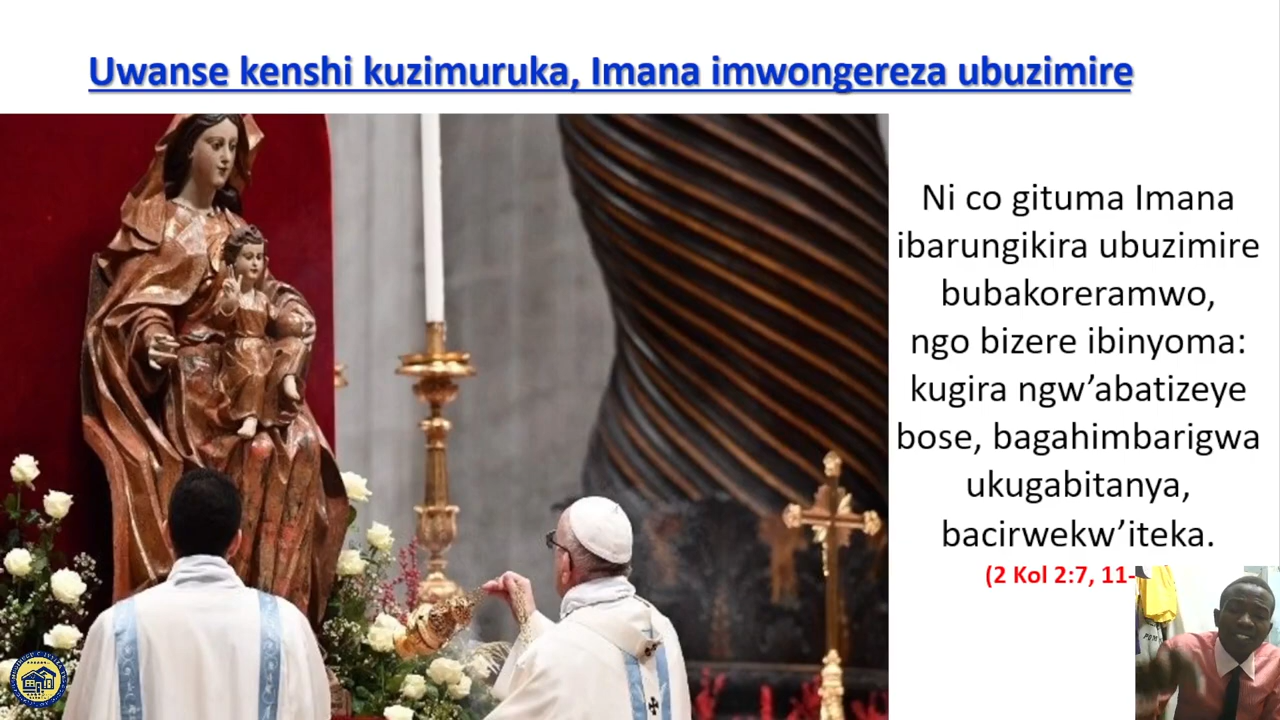 Uwanse kenshi kuzimuruka, Imana imwongereza ubuzimire
Ni co gituma Imana
ibarungikira ubuzimire
bubakoreramwo,
ngo bizere ibinyoma:
kugira ngw’abatizeye
bose, bagahimbarigwa
ukugabitanya,
bacirwekw’iteka.
(2 Kol 2:7, 11-